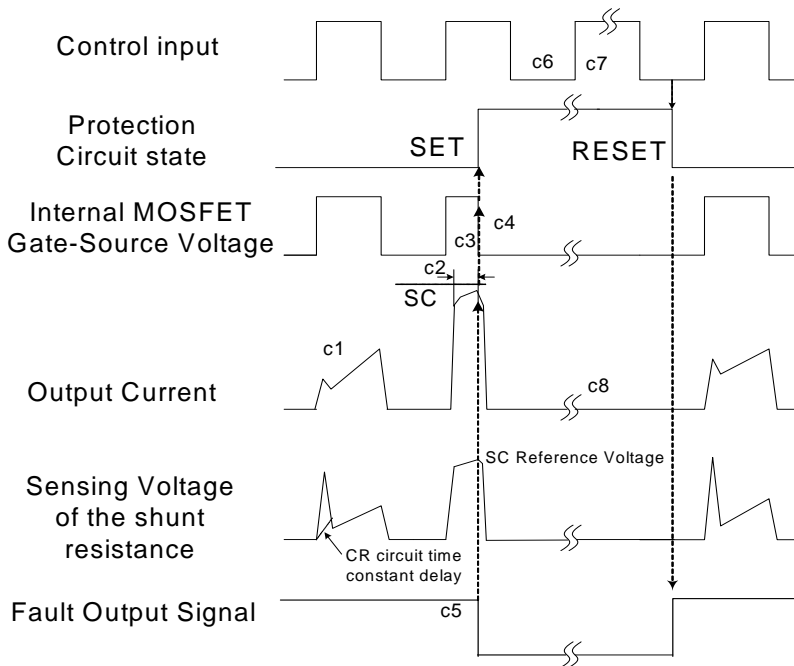 Control input
c6
c7
Protection
Circuit state
SET
RESET
Internal MOSFET
Gate-Source Voltage
c3
c4
c2
SC
c1
Output Current
c8
SC Reference Voltage
Sensing Voltage
of the shunt
resistance
CR circuit time
constant delay
Fault Output Signal
c5